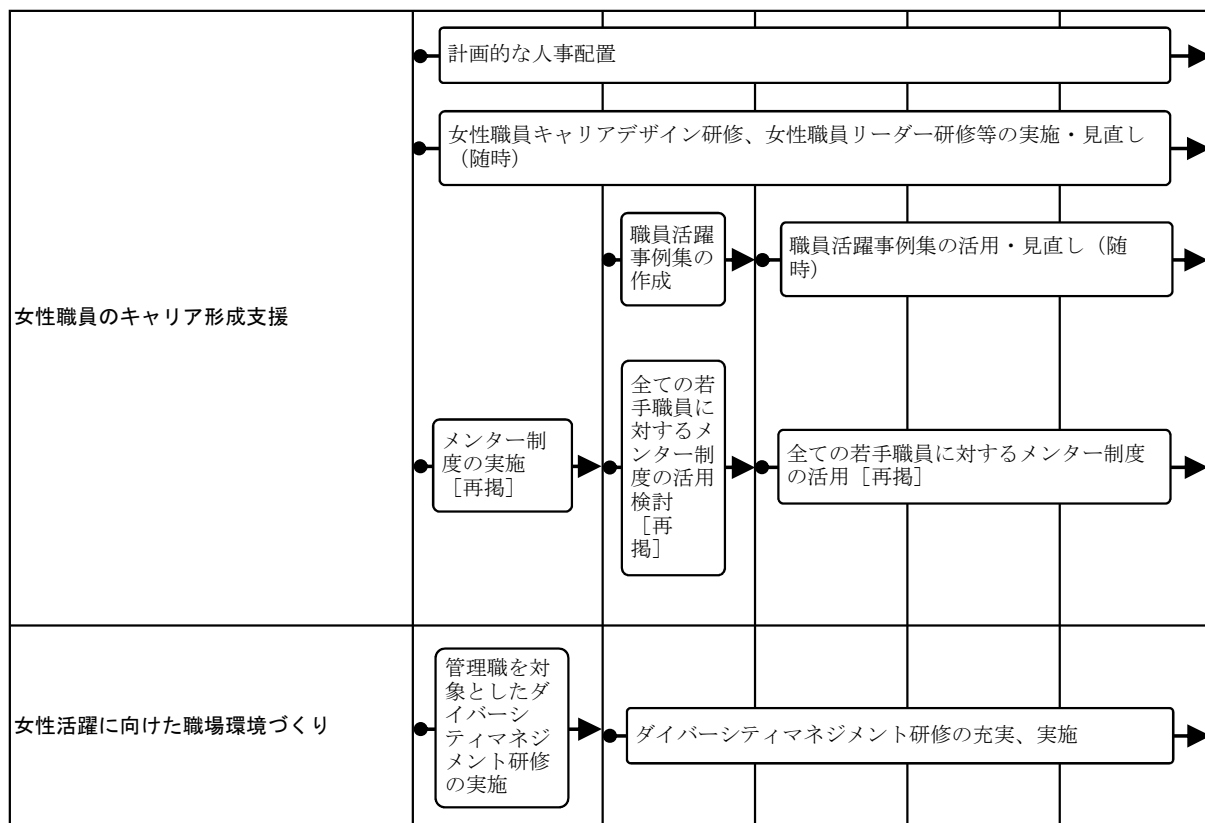 計画的な人事配置
女性職員キャリアデザイン研修、女性職員リーダー研修等の実施・見直し
（随時）
職員活躍
事例集の
作成
職員活躍事例集の活用・見直し（随
時）
女性職員のキャリア形成支援
メンター制
度の実施
［再掲］
全ての若
手職員に
対するメ
ンター制
度の活用
検討
［再
掲］
全ての若手職員に対するメンター制度
の活用［再掲］
女性活躍に向けた職場環境づくり
管理職を対
象としたダ
イバーシ
ティマネジ
メント研修
の実施
ダイバーシティマネジメント研修の充実、実施